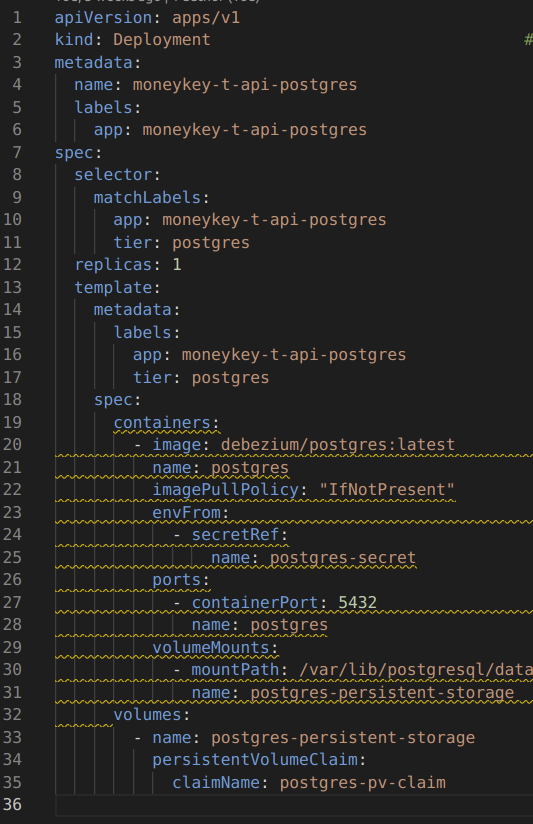 1 apiVersion: apps/v1
2 kind: Deployment #
3 metadata:
4   name: moneykey-t-api-postgres
5   labels:
6     app: moneykey-t-api-postgres
7 spec:
8   selector:
9     matchLabels:
10       app: moneykey-t-api-postgres
11       tier: postgres
12   replicas: 1
13   template:
14     metadata:
15       labels:
16         app: moneykey-t-api-postgres
17         tier: postgres
18     spec:
19       containers:
20         - image: debezium/postgres:latest
21           name: postgres
22           imagePullPolicy: "IfNotPresent"
23           envFrom:
24             - secretRef:
25                 name: postgres-secret
26           ports:
27             - containerPort: 5432
28               name: postgres
29           volumeMounts:
30             - mountPath: /var/lib/postgresql/data
31               name: postgres-persistent-storage
32       volumes:
33         - name: postgres-persistent-storage
34           persistentVolumeClaim:
35             claimName: postgres-pv-claim
36